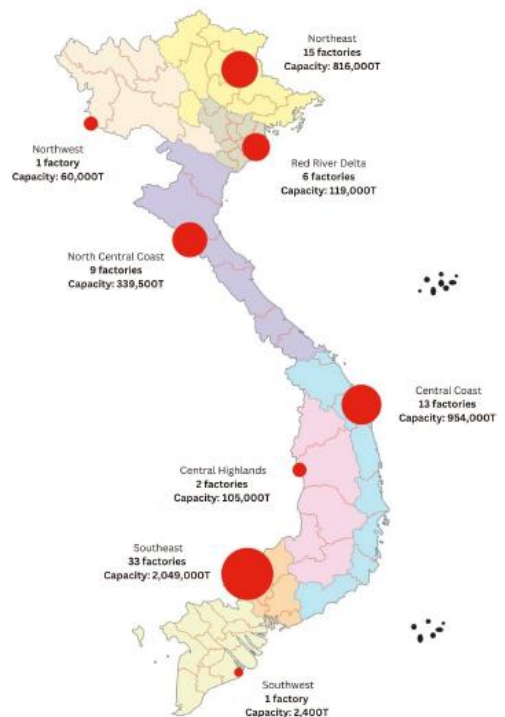 Northeast
15 factories
Capacity: 816,000T
Northwest
1 factory
Capacity: 60,000T
Red River Delta
6 factories
Capacity: 119,000T
North Central Coast
9 factories
Capacity: 339,500T
Central Coast
13 factories
Capacity: 954,000T
Central Highlands
2 factories
Capacity: 105,000T
Southeast
33 factories
Capacity: 2,049,000T
Southwest
1 factory
Capacity: 2,400T